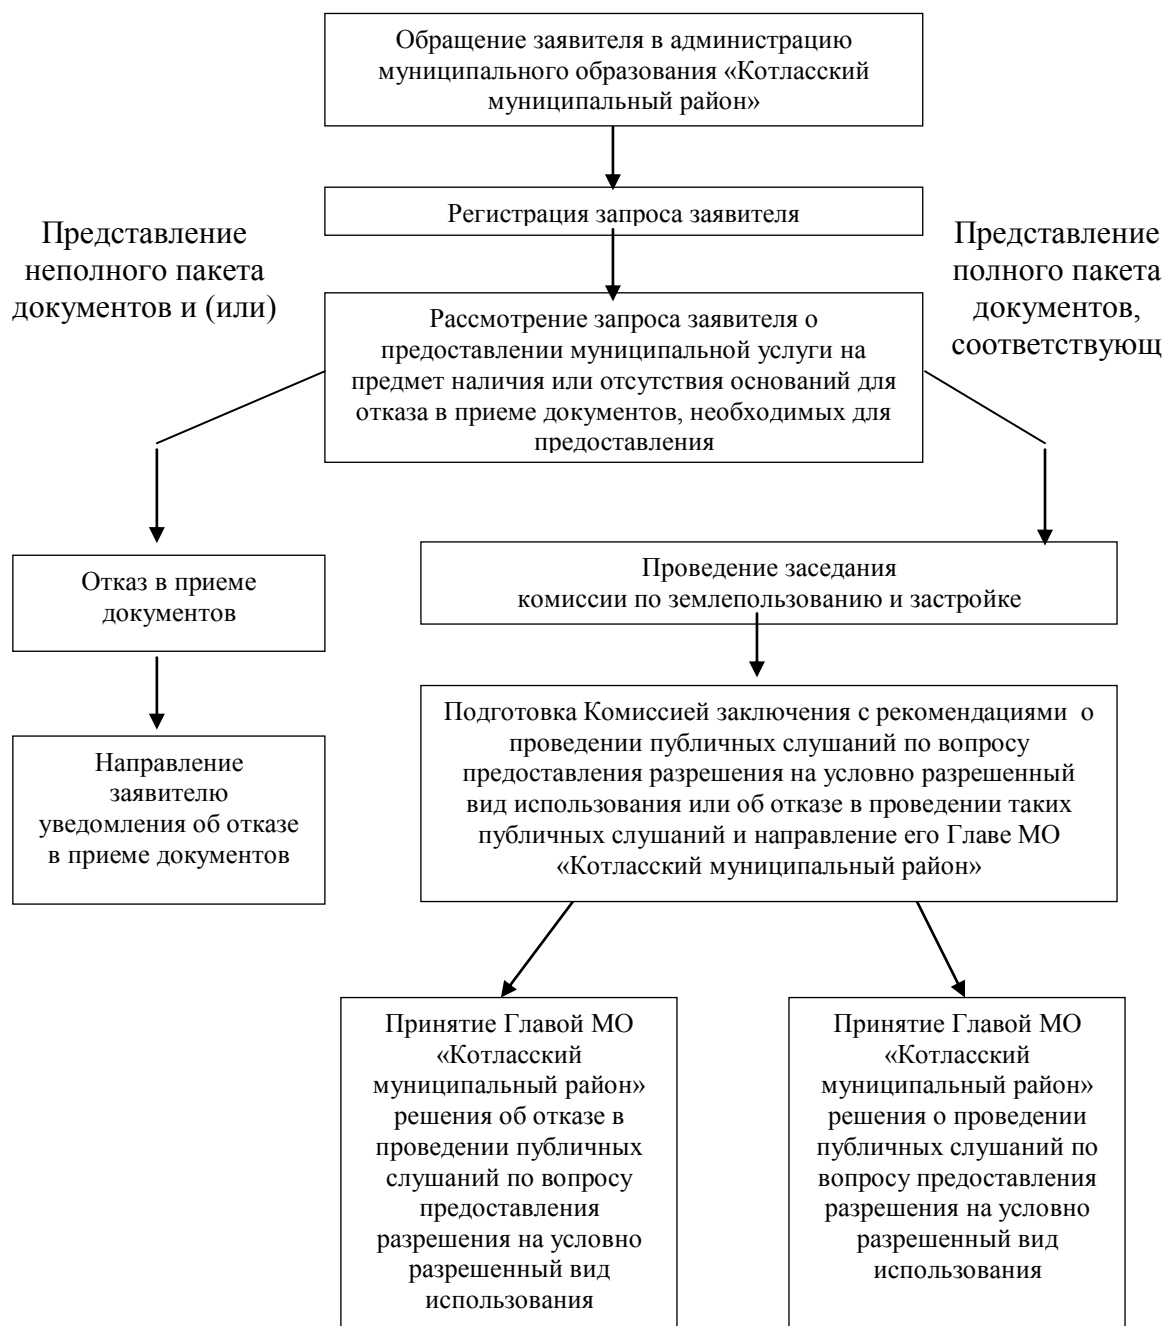 Обращение заявителя в администрацию
муниципального образования «Котласский
муниципальный район»
Регистрация запроса заявителя
Представление
неполного пакета
документов и (или)
Представление
полного пакета
документов,
соответствующ
Рассмотрение запроса заявителя о
предоставлении муниципальной услуги на
предмет наличия или отсутствия оснований для
отказа в приеме документов, необходимых для
предоставления
Отказ в приеме
документов
Проведение заседания
комиссии по землепользованию и застройке
Направление
заявителю
уведомления об отказе
в приеме документов
Подготовка Комиссией заключения с рекомендациями о
проведении публичных слушаний по вопросу
предоставления разрешения на условно разрешенный
вид использования или об отказе в проведении таких
публичных слушаний и направление его Главе МО
«Котласский муниципальный район»
Принятие Главой МО
«Котласский
муниципальный район»
решения об отказе в
проведении публичных
слушаний по вопросу
предоставления
разрешения на условно
разрешенный вид
использования
Принятие Главой МО
«Котласский
муниципальный район»
решения о проведении
публичных слушаний по
вопросу предоставления
разрешения на условно
разрешенный вид
использования